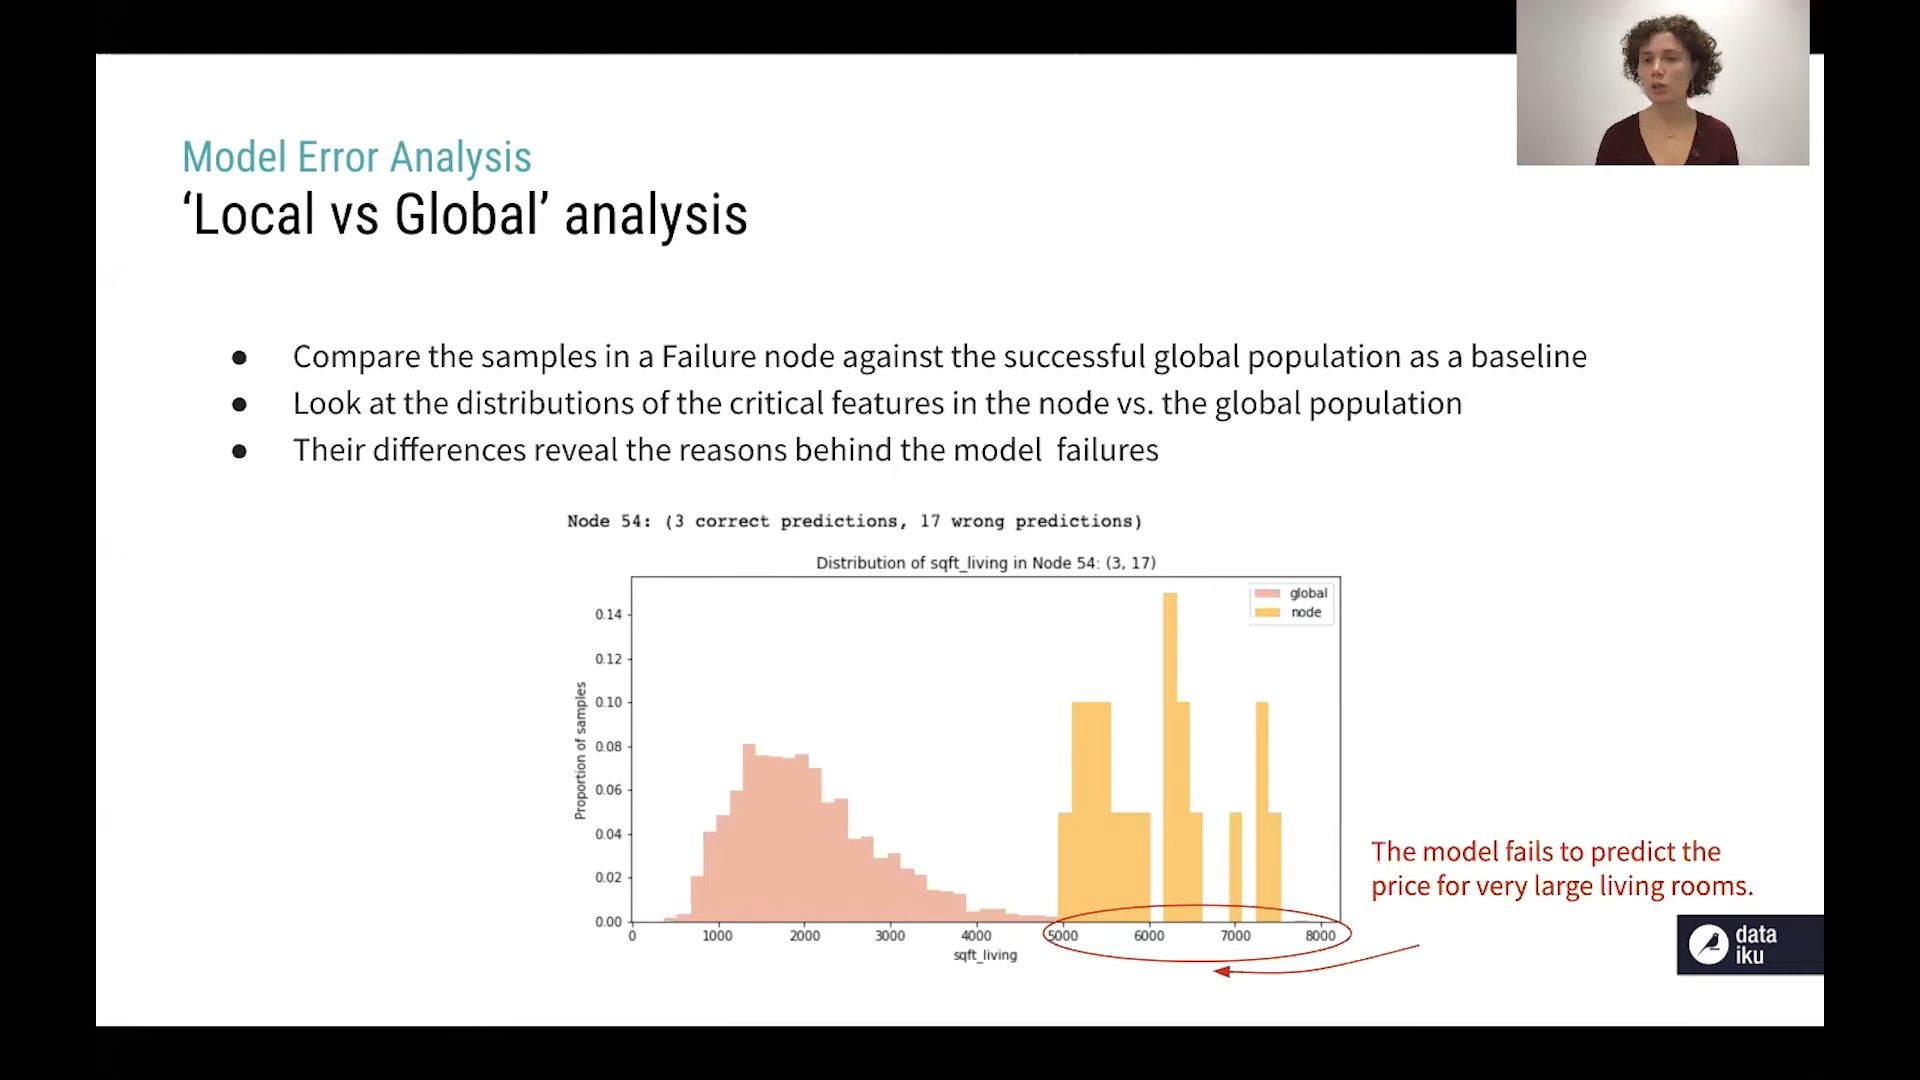 Model Error Analysis
‘Local vs Global’ analysis
● Compare the samples in a Failure node against the successful global population as a baseline
● Look at the distributions of the critical features in the node vs. the global population
● Their differences reveal the reasons behind the model  failures
Node 54: (3 correct predictions, 17 wrong predictions)
Distribution of sqft_living in Node 54: (3, 17)
global
node
Proportion of samples
0.14
0.12
0.10
0.08
0.06
0.04
0.02
0.00
0 1000 2000 3000 4000 5000 6000 7000 8000
sqft_living
The model fails to predict the
price for very large living rooms.
data
iku